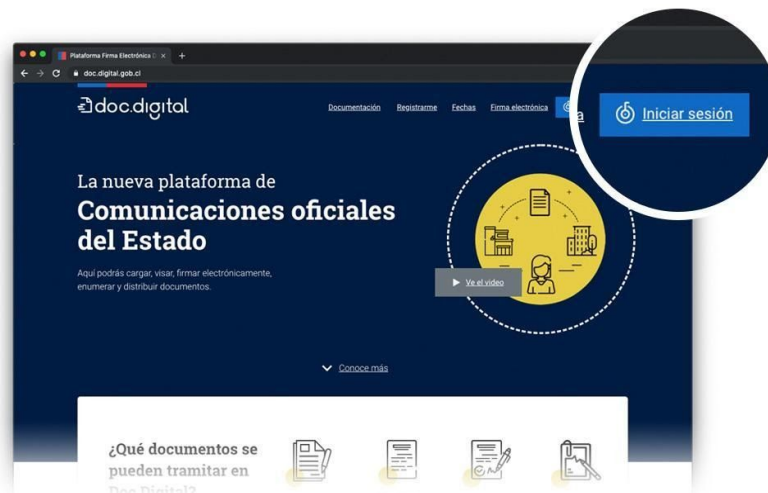 Plataforma Firma Electrónica
doc.digital.gob.cl
doc.digital
Documentación Registrarme Fechas Firma electrónica
Iniciar sesión
La nueva plataforma de
Comunicaciones oficiales
del Estado
Aquí podrás cargar, visar, firmar electrónicamente,
enumerar y distribuir documentos.
Ve el video
Conoce más
¿Qué documentos se
pueden tramitar en
Doc Digital?